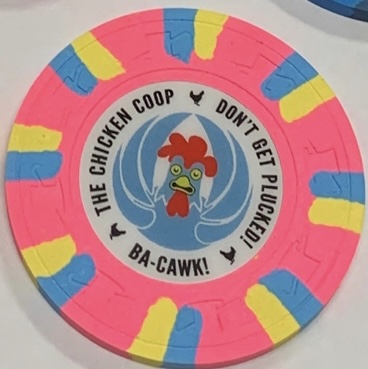 THE CHICKEN COOP
DON'T GET PLUCKED!
BA-CAWK!